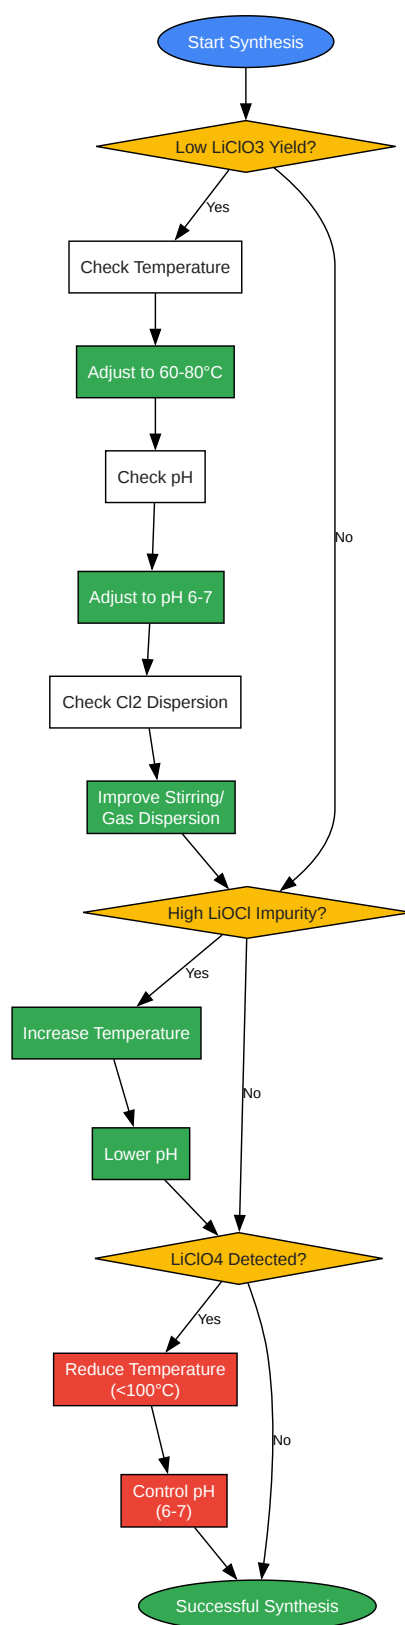 Start Synthesis
Low LiClO3 Yield?
Yes
Check Temperature
Adjust to 60-80°C
Check pH
No
Adjust to pH 6-7
Check Cl2 Dispersion
Improve Stirring/
Gas Dispersion
High LiOCl Impurity?
Yes
Increase Temperature
No
Lower pH
LiClO4 Detected?
Yes
Reduce Temperature
(<100°C)
No
Control pH
(6-7)
Successful Synthesis